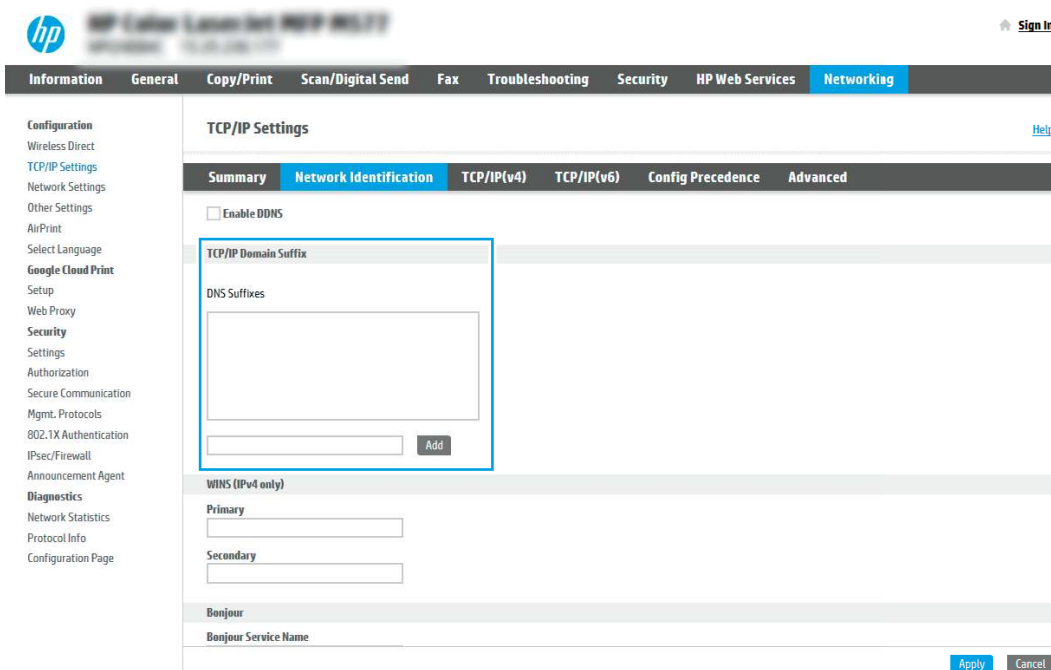 hp
Sign In
Information General Copy/Print Scan/Digital Send Fax Troubleshooting Security HP Web Services Networking
Configuration
Wireless Direct
TCP/IP Settings
Network Settings
Other Settings
AirPrint
Select Language
Google Cloud Print
Setup
Web Proxy
Security
Settings
Authorization
Secure Communication
Mgmt. Protocols
802.1X Authentication
IPsec/Firewall
Announcement Agent
Diagnostics
Network Statistics
Protocol Info
Configuration Page
TCP/IP Settings
Help
Summary Network Identification TCP/IP(v4) TCP/IP(v6) Config Precedence Advanced
Enable DDNS
TCP/IP Domain Suffix
DNS Suffixes
Add
WINS (IPv4 only)
Primary
Secondary
Bonjour
Bonjour Service Name
Apply Cancel